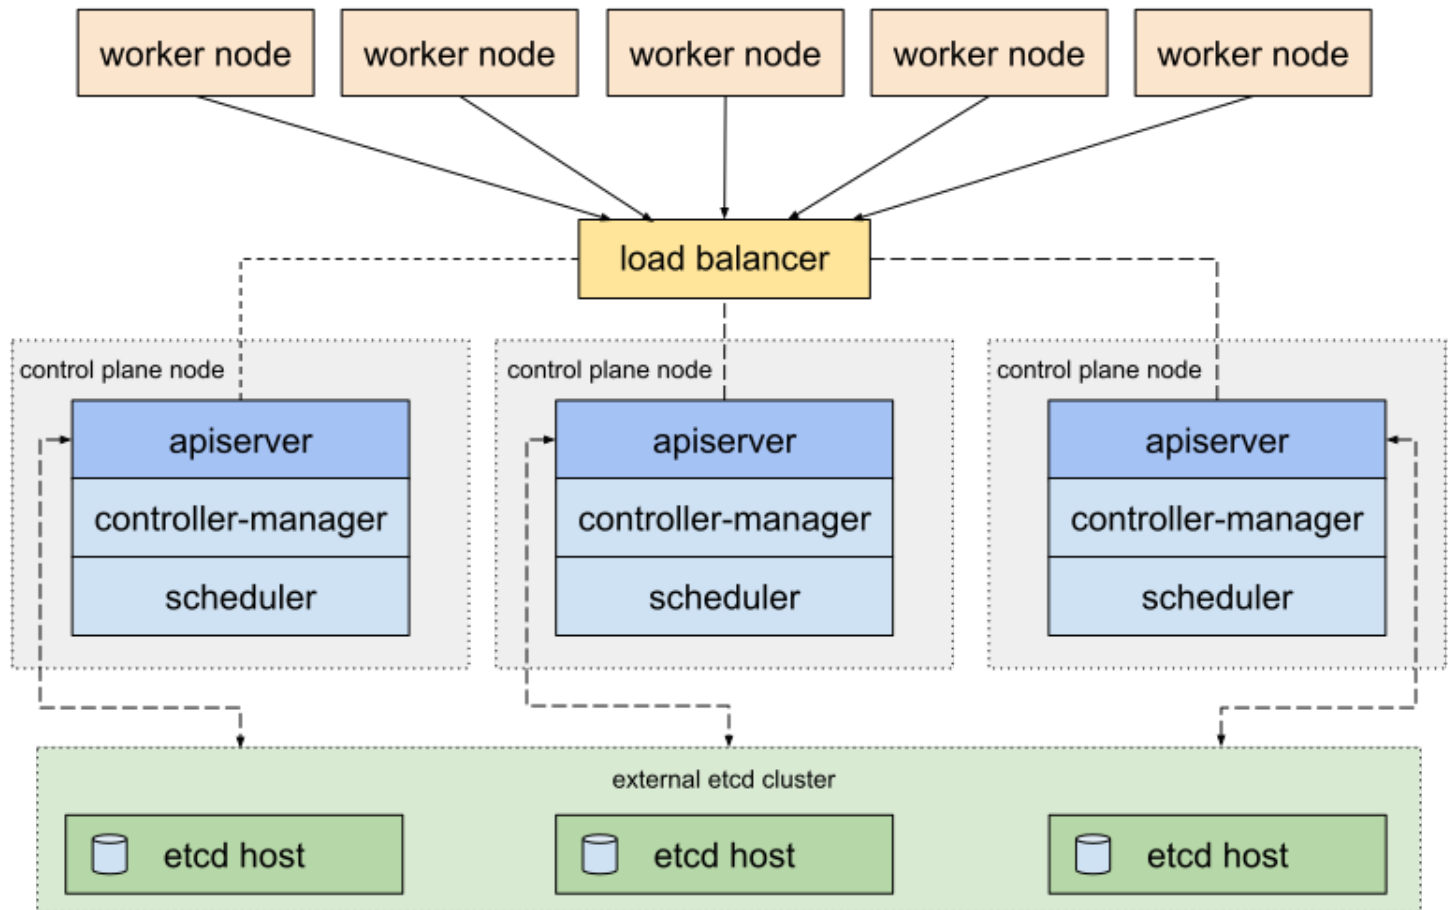 worker node
worker node
worker node
worker node
worker node
load balancer
control plane node
apiserver
controller-manager
scheduler
control plane node
apiserver
controller-manager
scheduler
control plane node
apiserver
controller-manager
scheduler
external etcd cluster
etcd host
etcd host
etcd host